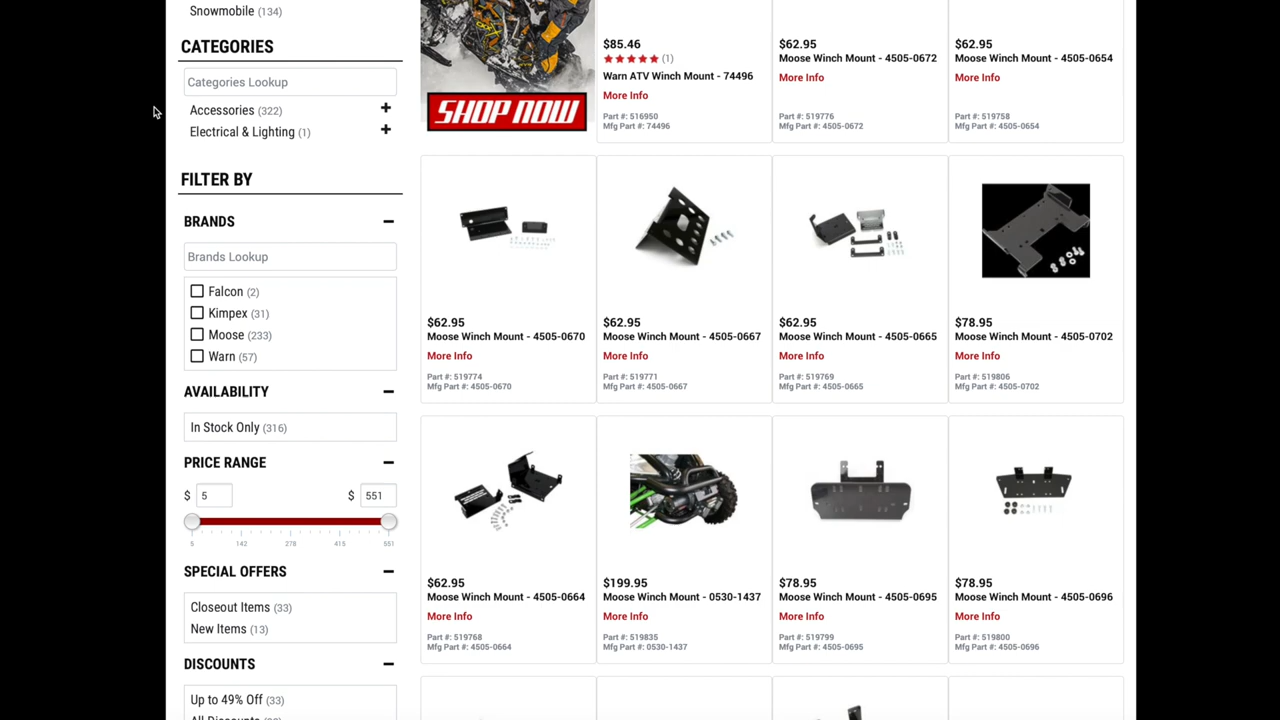 Snowmobile (134)
CATEGORIES
Categories Lookup
Accessories (322)
Electrical & Lighting (1)
FILTER BY
BRANDS
Brands Lookup
Falcon (2)
Kimpex (31)
Moose (233)
Warn (57)
AVAILABILITY
In Stock Only (316)
PRICE RANGE
$ 5 $ 551
5 142 278 415 551
SPECIAL OFFERS
Closeout Items (33)
New Items (13)
DISCOUNTS
Up to 49% Off (33)
SHOP NOW
$85.46
(1)
Warn ATV Winch Mount - 74496
More Info
Part #: 516950
Mfg Part #: 74496
$62.95
Moose Winch Mount - 4505-0672
More Info
Part #: 519776
Mfg Part #: 4505-0672
$62.95
Moose Winch Mount - 4505-0654
More Info
Part #: 519758
Mfg Part #: 4505-0654
$62.95
Moose Winch Mount - 4505-0670
More Info
Part #: 519774
Mfg Part #: 4505-0670
$62.95
Moose Winch Mount - 4505-0667
More Info
Part #: 519771
Mfg Part #: 4505-0667
$62.95
Moose Winch Mount - 4505-0665
More Info
Part #: 519769
Mfg Part #: 4505-0665
$78.95
Moose Winch Mount - 4505-0702
More Info
Part #: 519806
Mfg Part #: 4505-0702
$62.95
Moose Winch Mount - 4505-0664
More Info
Part #: 519768
Mfg Part #: 4505-0664
$199.95
Moose Winch Mount - 0530-1437
More Info
Part #: 519835
Mfg Part #: 0530-1437
$78.95
Moose Winch Mount - 4505-0695
More Info
Part #: 519799
Mfg Part #: 4505-0695
$78.95
Moose Winch Mount - 4505-0696
More Info
Part #: 519800
Mfg Part #: 4505-0696